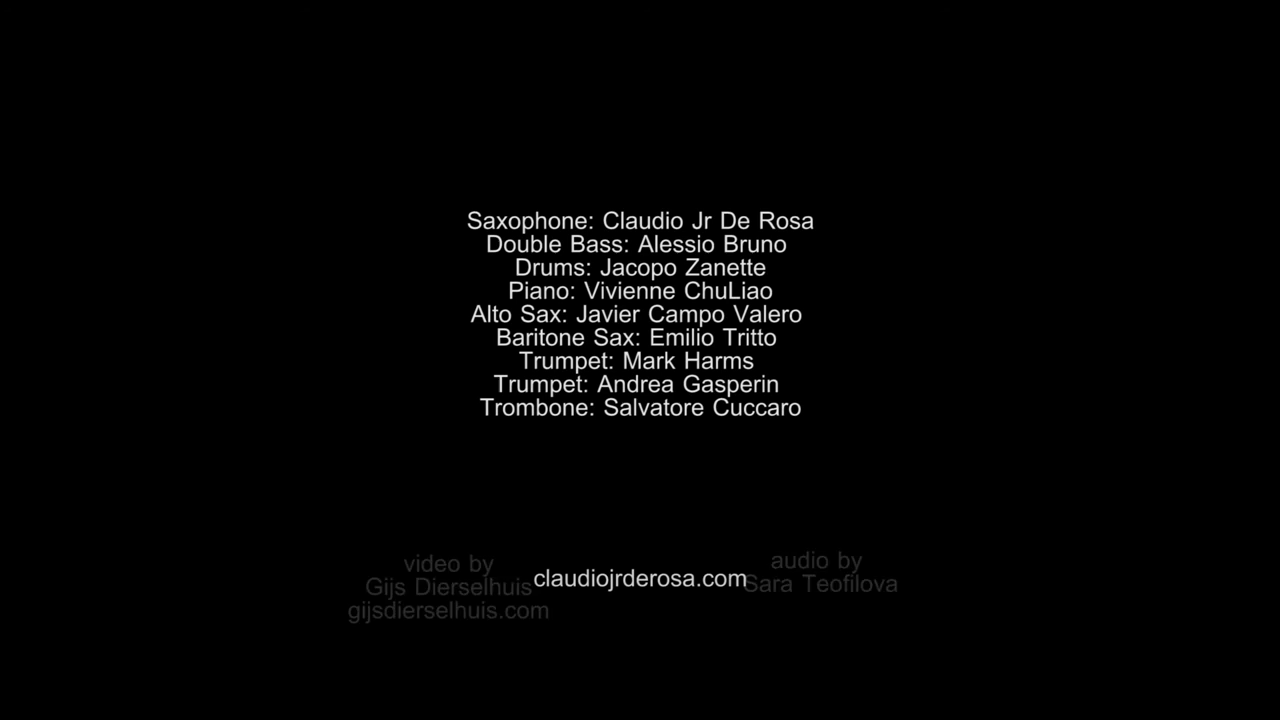 Saxophone: Claudio Jr De Rosa
Double Bass: Alessio Bruno
Drums: Jacopo Zanette
Piano: Vivienne ChuLiao
Alto Sax: Javier Campo Valero
Baritone Sax: Emilio Tritto
Trumpet: Mark Harms
Trumpet: Andrea Gasperin
Trombone: Salvatore Cuccaro
video by
Gijs Dierselhuis
gijsdierselhuis.com
claudiojrderosa.com
audio by
Sara Teofilova